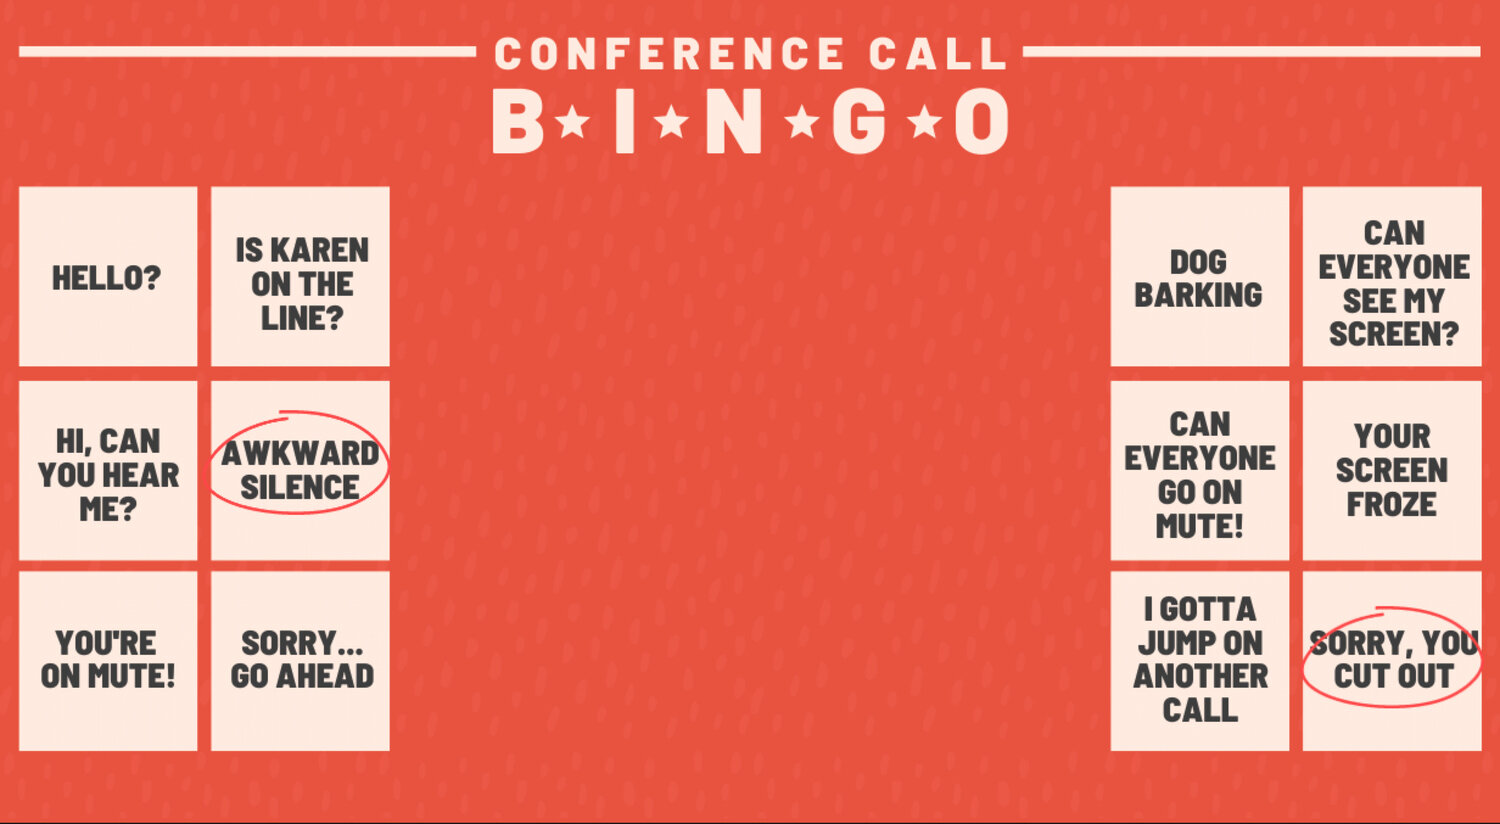 CONFERENCE CALL
B★I★N★G★O
HELLO?
IS KAREN
ON THE
LINE?
DOG
BARKING
CAN
EVERYONE
SEE MY
SCREEN?
HI, CAN
YOU HEAR
ME?
AWKWARD
SILENCE
CAN
EVERYONE
GO ON
MUTE!
YOUR
SCREEN
FROZE
YOU'RE
ON MUTE!
SORRY...
GO AHEAD
I GOTTA
JUMP ON
ANOTHER
CALL
SORRY, YOU
CUT OUT